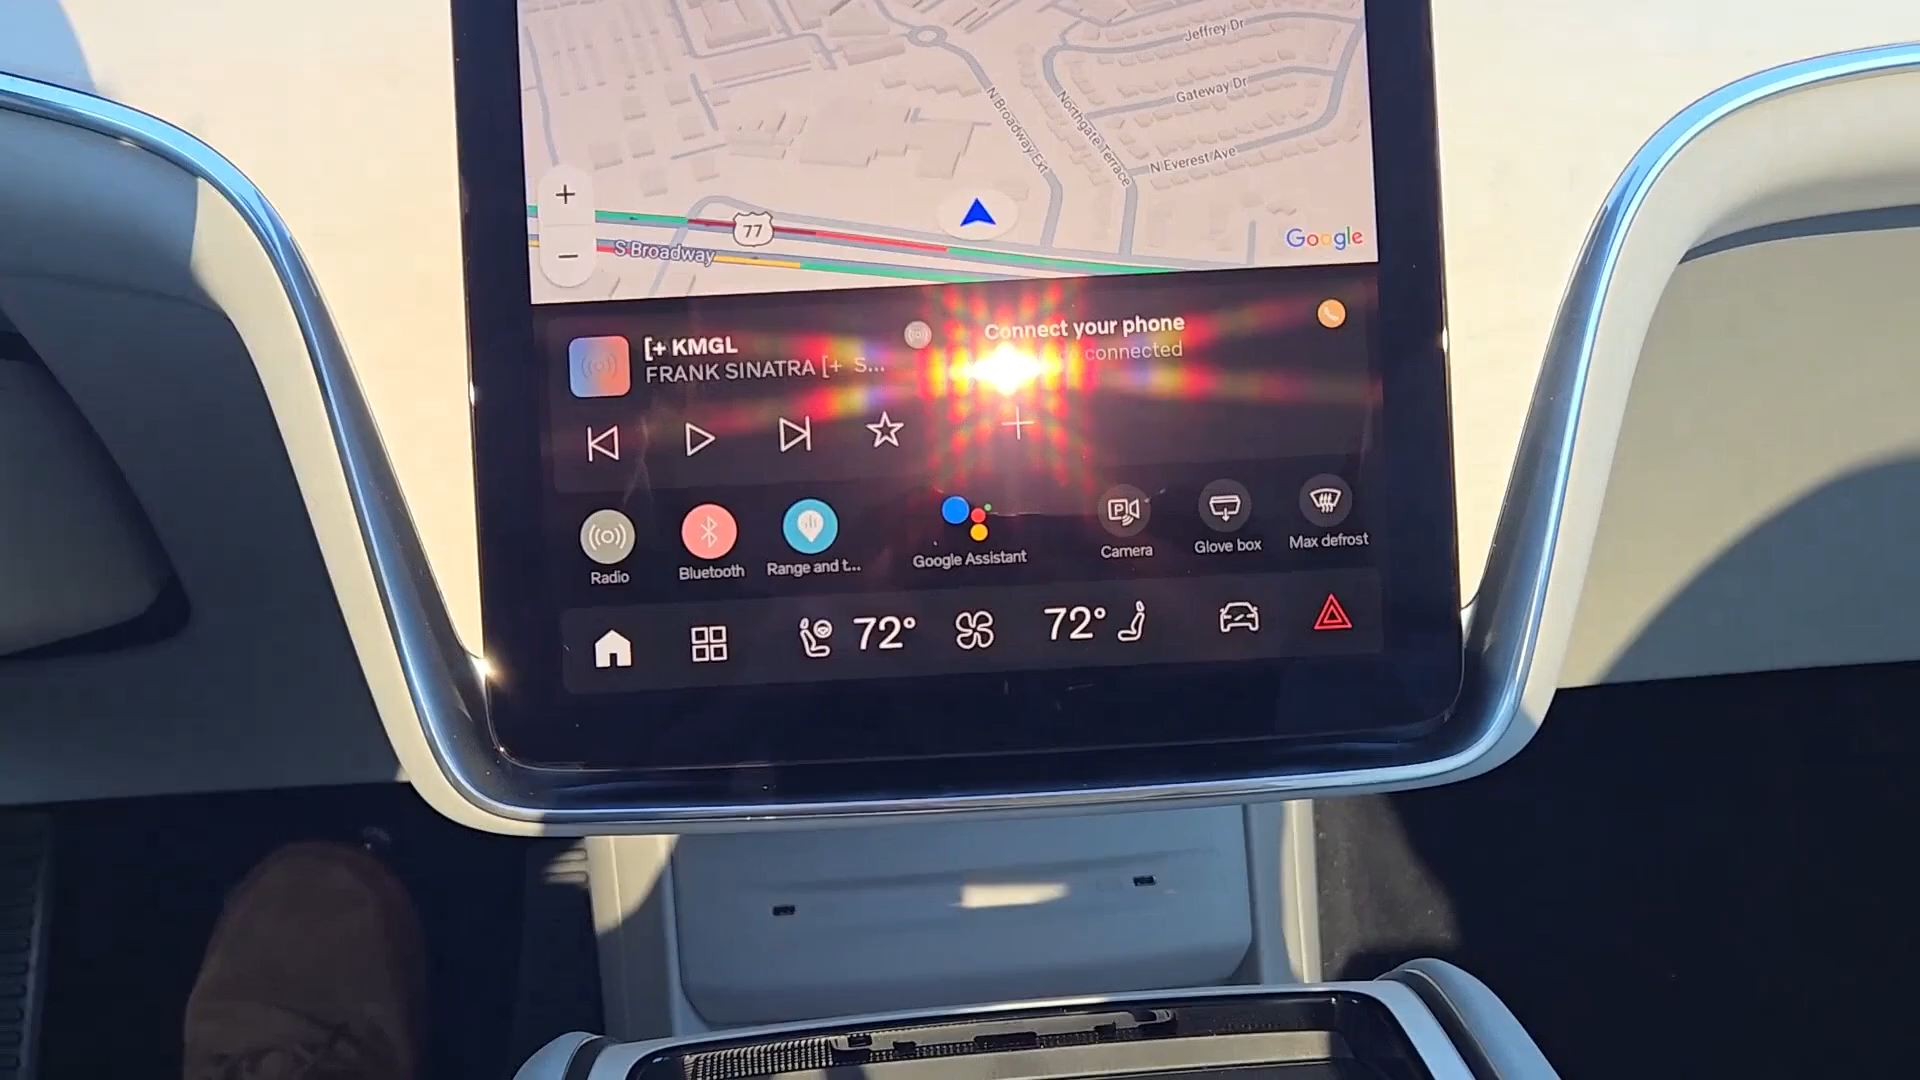 Jeffrey Dr
Gateway Dr
N Broadway Ext
Northgate Terrace
N Everest Ave
+
77
S Broadway
−
Google
[+ KMGL
FRANK SINATRA [+ S...
Connect your phone
connected
Radio
Bluetooth
Range and t...
Google Assistant
P
Camera
Glove box
Max defrost
72°
72°